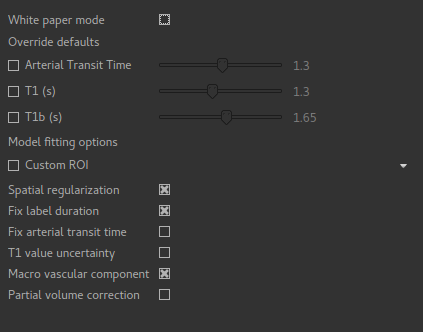 White paper mode
Override defaults
Arterial Transit Time 1.3
T1 (s) 1.3
T1b (s) 1.65
Model fitting options
Custom ROI
Spatial regularization
Fix label duration
Fix arterial transit time
T1 value uncertainty
Macro vascular component
Partial volume correction